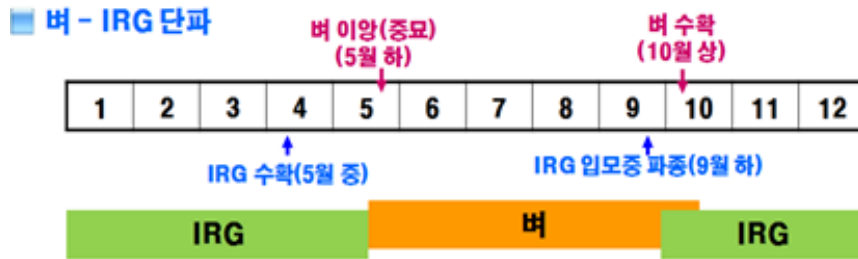 벼 - IRG 단파
벼 이앙(중묘)
(5월 하)
벼 수확
(10월 상)
1 2 3 4 5 6 7 8 9 10 11 12
IRG 수확(5월 중)
IRG 입모중 파종(9월 하)
IRG 벼 IRG